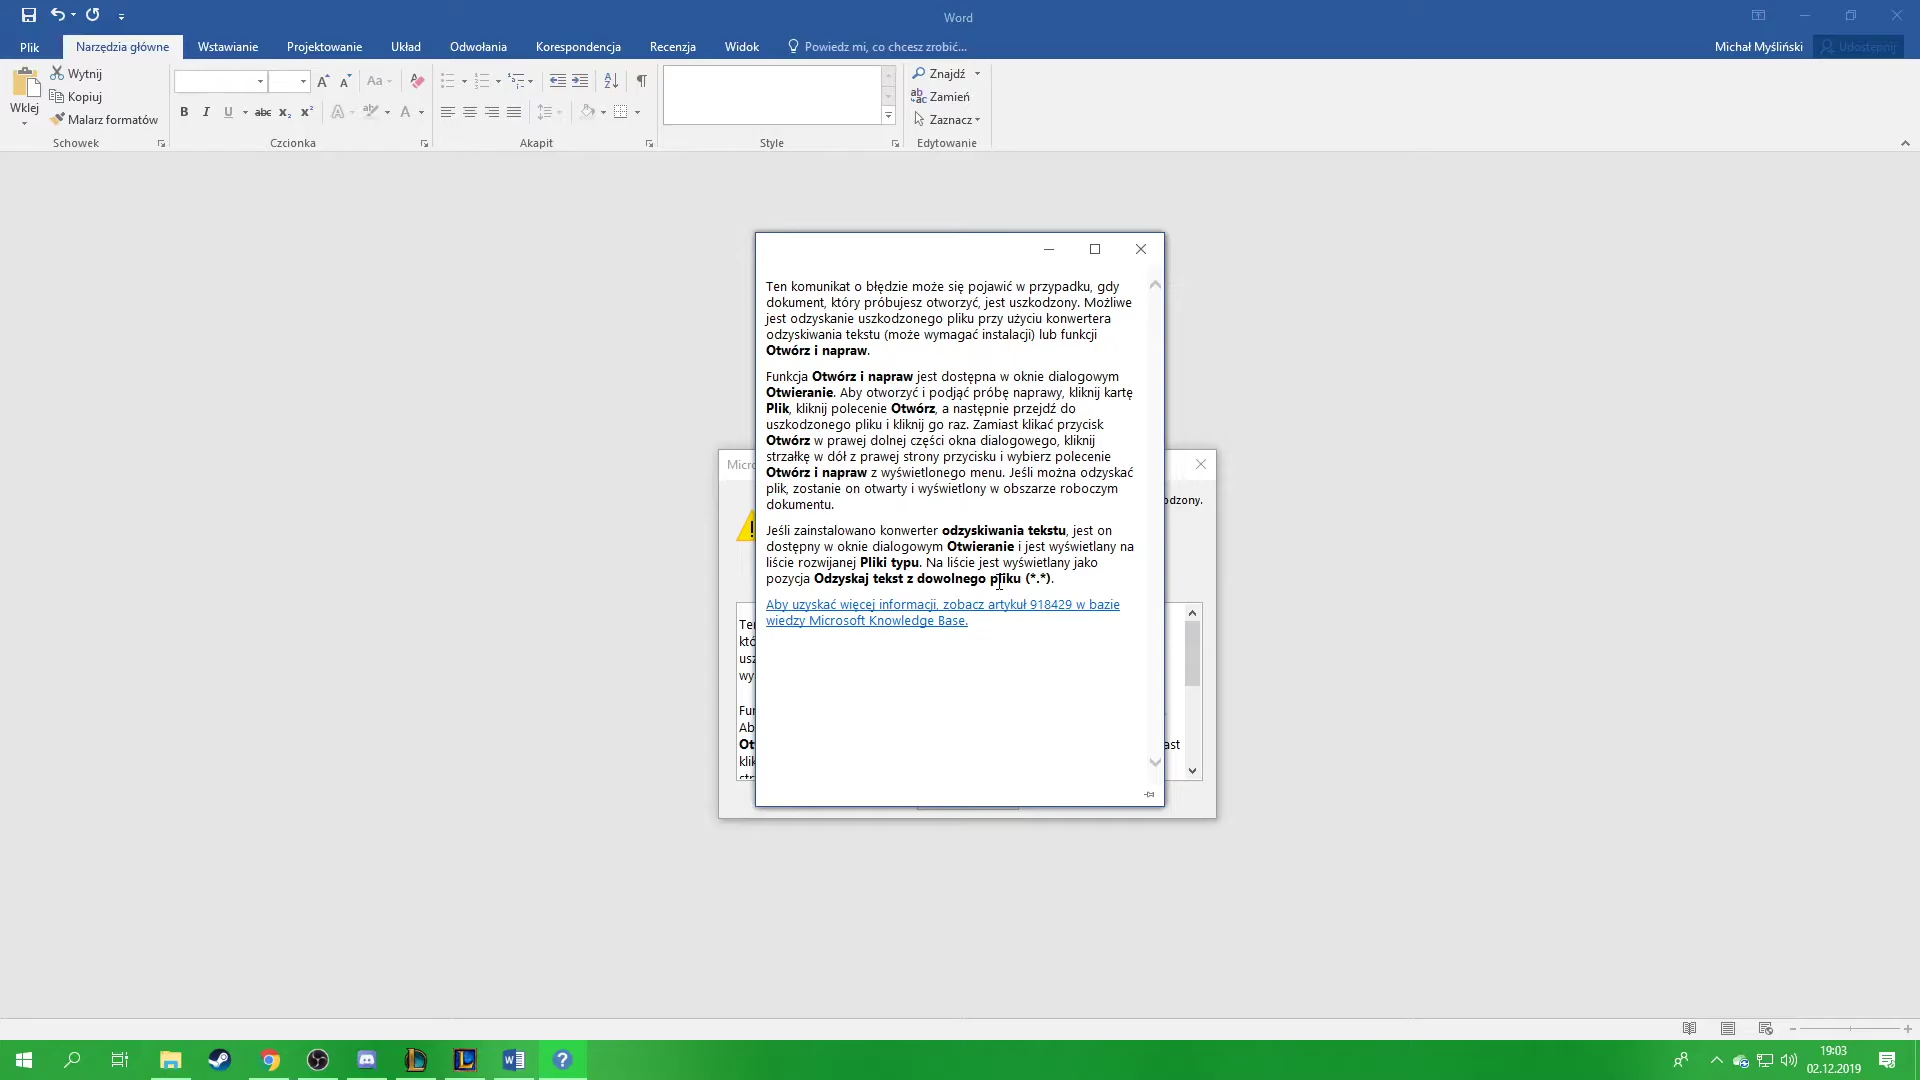 Word
Plik
Narzędzia główne
Wstawianie
Projektowanie
Układ
Odwołania
Korespondencja
Recenzja
Widok
Powiedz mi, co chcesz zrobić...
Michał Myśliński
Udostępnij
Wklej
Wytnij
Kopiuj
Malarz formatów
Schowek
Czcionka
Akapit
Style
Znajdź
Zamień
Zaznacz
Edytowanie
Ten komunikat o błędzie może się pojawić w przypadku, gdy
dokument, który próbujesz otworzyć, jest uszkodzony. Możliwe
jest odzyskanie uszkodzonego pliku przy użyciu konwertera
odzyskiwania tekstu (może wymagać instalacji) lub funkcji
Otwórz i napraw.
Funkcja Otwórz i napraw jest dostępna w oknie dialogowym
Otwieranie. Aby otworzyć i podjąć próbę naprawy, kliknij kartę
Plik, kliknij polecenie Otwórz, a następnie przejdź do
uszkodzonego pliku i kliknij go raz. Zamiast klikać przycisk
Otwórz w prawej dolnej części okna dialogowego, kliknij
strzałkę w dół z prawej strony przycisku i wybierz polecenie
Otwórz i napraw z wyświetlonego menu. Jeśli można odzyskać
plik, zostanie on otwarty i wyświetlony w obszarze roboczym
dokumentu.
Jeśli zainstalowano konwerter odzyskiwania tekstu, jest on
dostępny w oknie dialogowym Otwieranie i jest wyświetlany na
liście rozwijanej Pliki typu. Na liście jest wyświetlany jako
pozycja Odzyskaj tekst z dowolnego pliku (*.*).
Aby uzyskać więcej informacji, zobacz artykuł 918429 w bazie
wiedzy Microsoft Knowledge Base.
19:03
02.12.2019